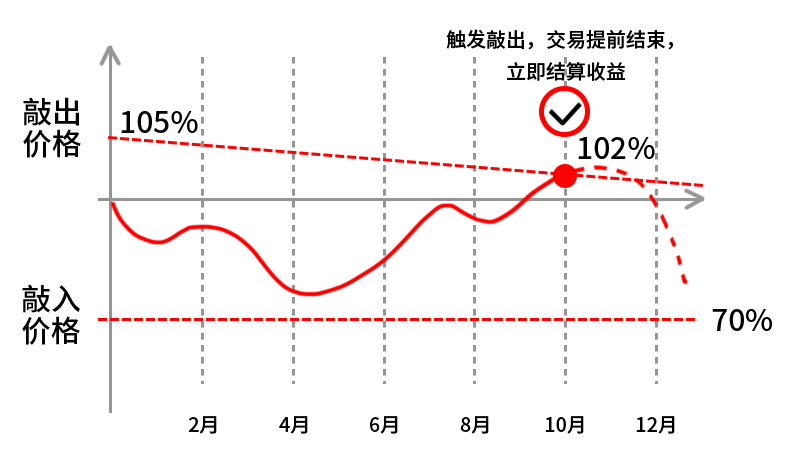 触发敲出，交易提前结束，
立即结算收益
敲出
价格
105%
102%
敲入
价格
70%
2月
4月
6月
8月
10月
12月